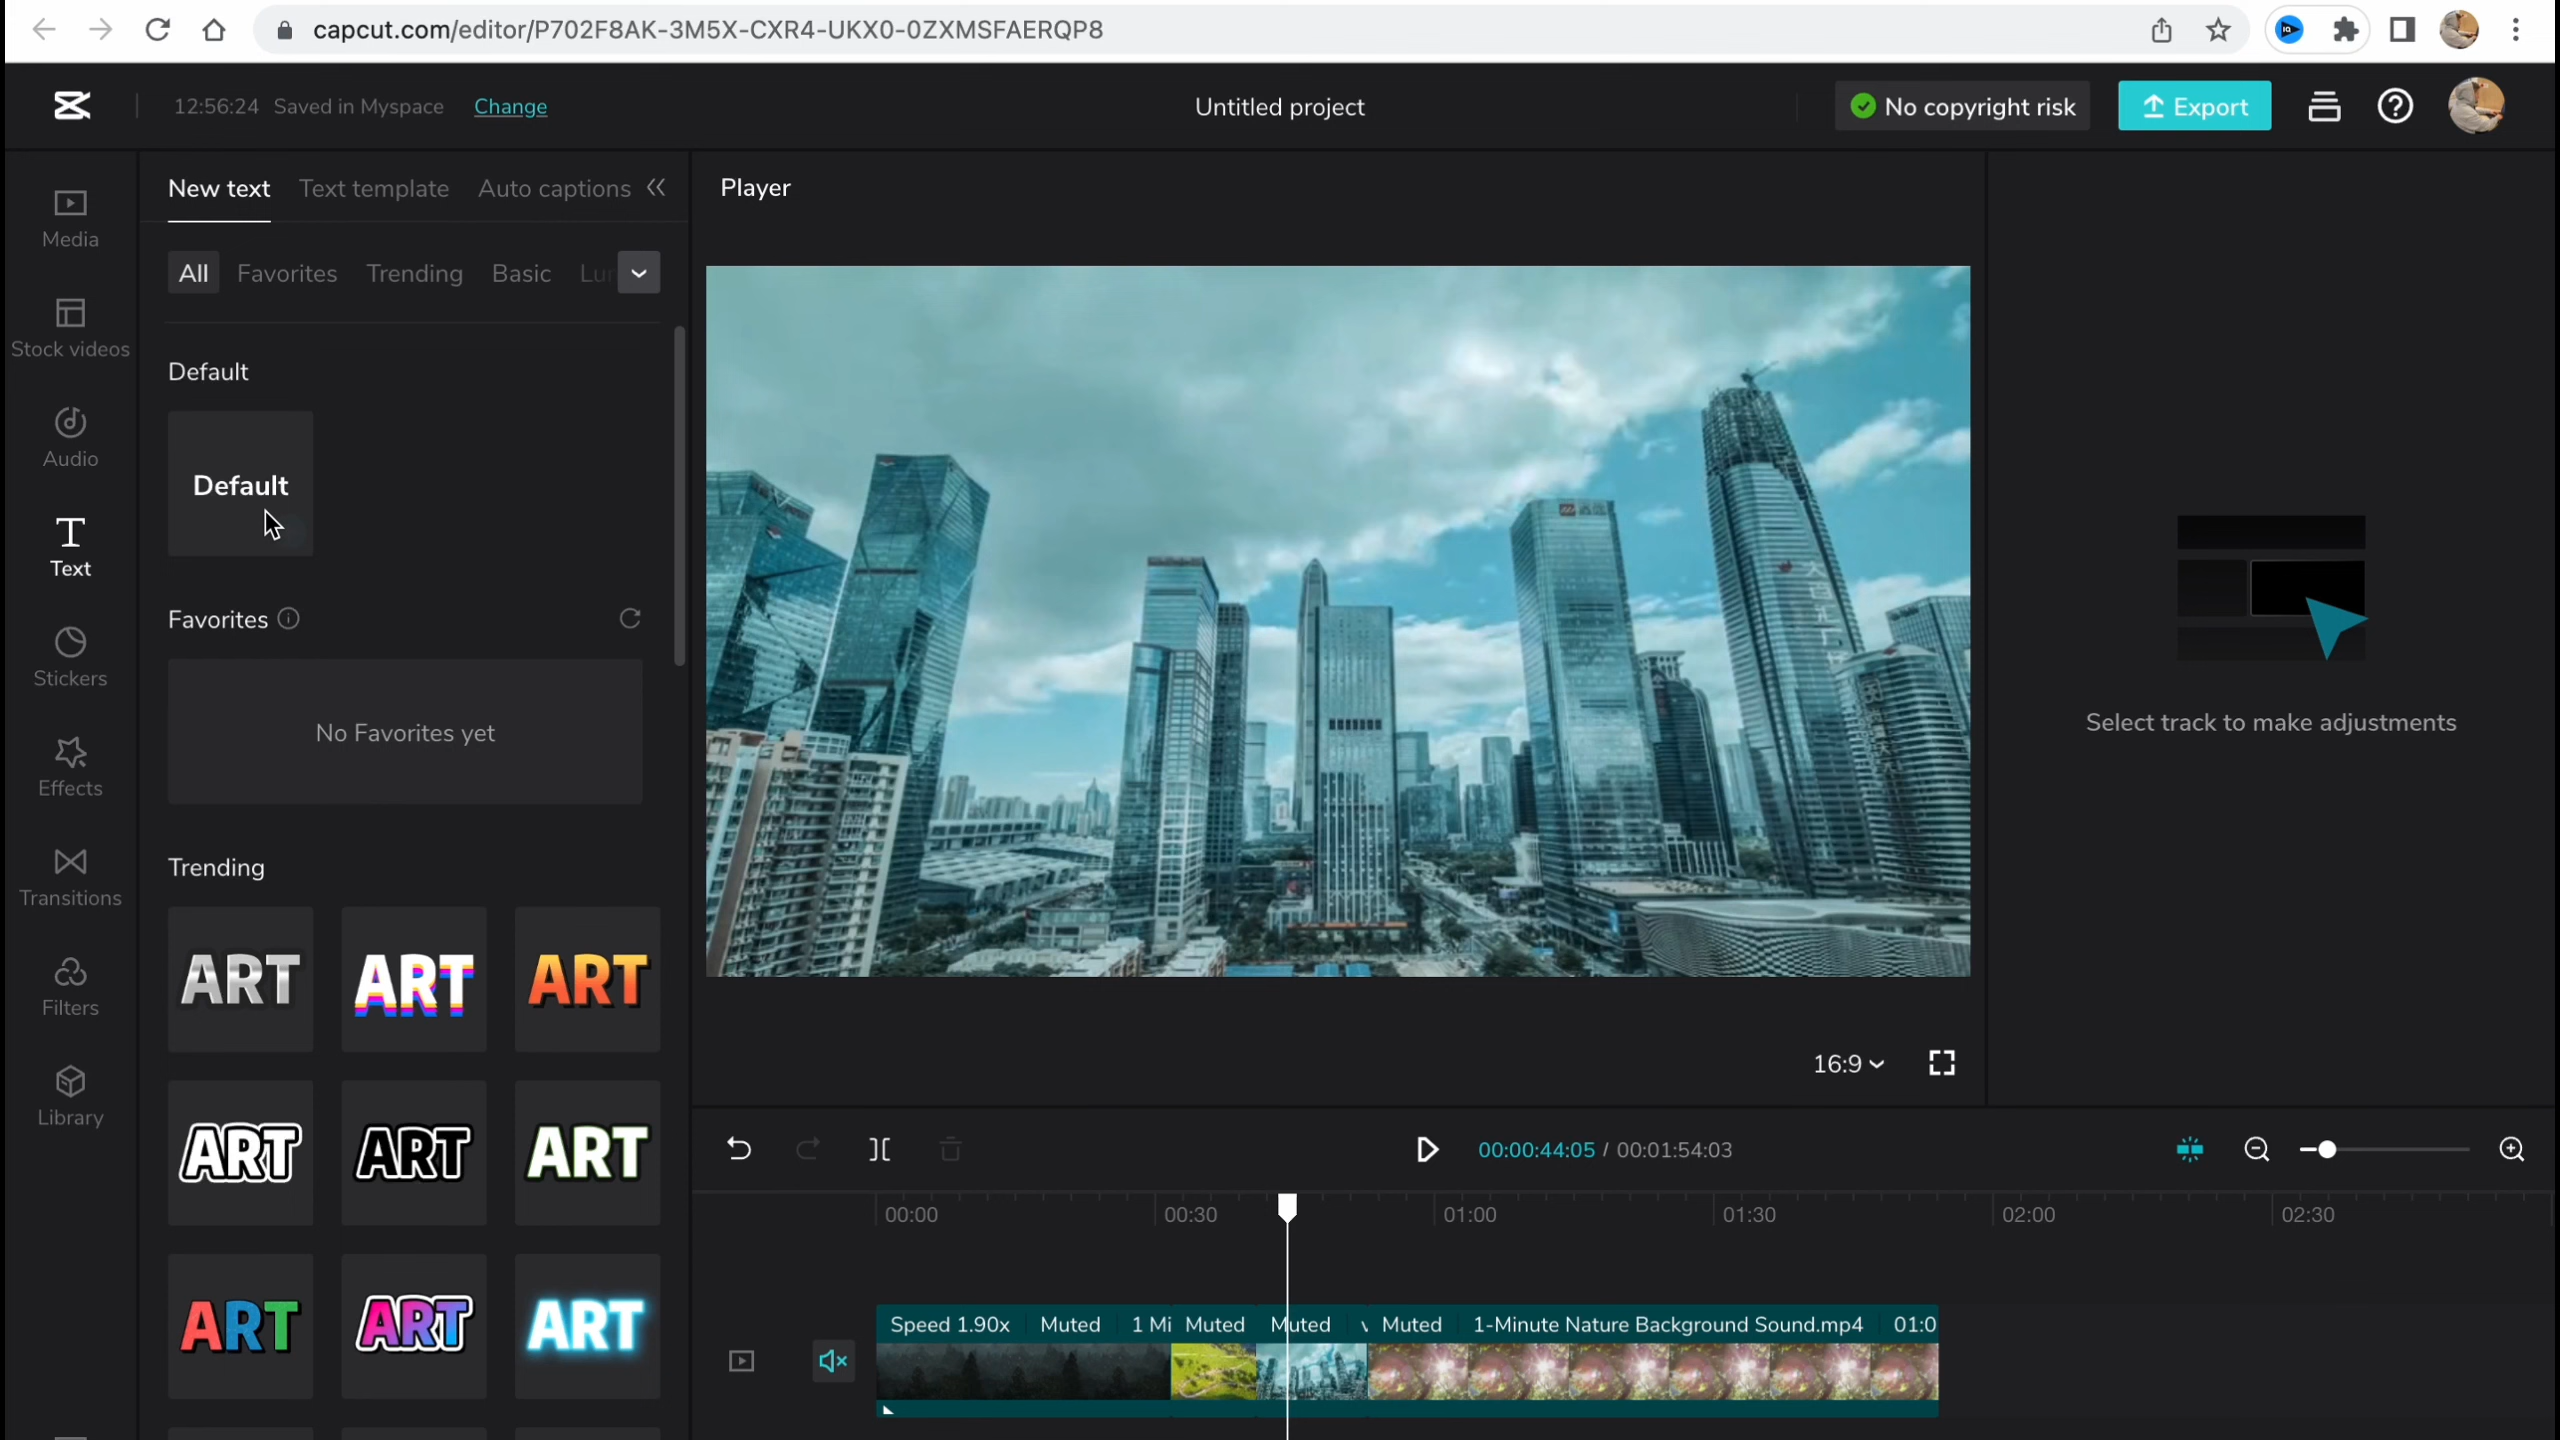 capcut.com/editor/P702F8AK-3M5X-CXR4-UKX0-0ZXMSFAERQP8
12:56:24 Saved in Myspace Change
Untitled project
No copyright risk
Export
Media
Stock videos
Audio
Text
Stickers
Effects
Transitions
Filters
Library
New text Text template Auto captions
All Favorites Trending Basic Lu
Default
Default
Favorites
No Favorites yet
Trending
ART ART ART
ART ART ART
ART ART ART
Player
16:9
Select track to make adjustments
00:00:44:05 / 00:01:54:03
00:00 00:30 01:00 01:30 02:00 02:30
Speed 1.90x Muted 1 Mi Muted Muted Muted 1-Minute Nature Background Sound.mp4 01:0